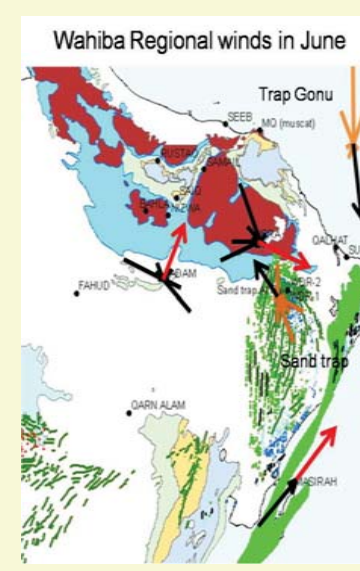 Wahiba Regional winds in June
Trap Gonu
SEEB
MQ (muscat)
RUSTAQ
SAMAIL
SAIQ
NIZWA
QALHAT
SU
ADAM
FAHUD
Sand trap
Sand trap
QARN ALAM
MASIRAH